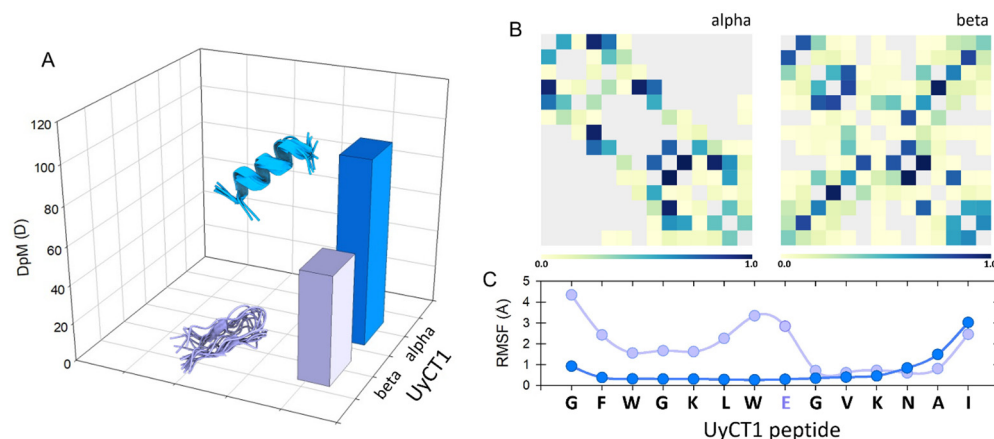 A
DpM (D)
120
100
80
60
40
20
0
beta
alpha
UyCT1
B
alpha
beta
0.0 1.0
0.0 1.0
C
RMSF (A)
5
4
3
2
1
0
G F W G K L W E G V K N A I
UyCT1 peptide